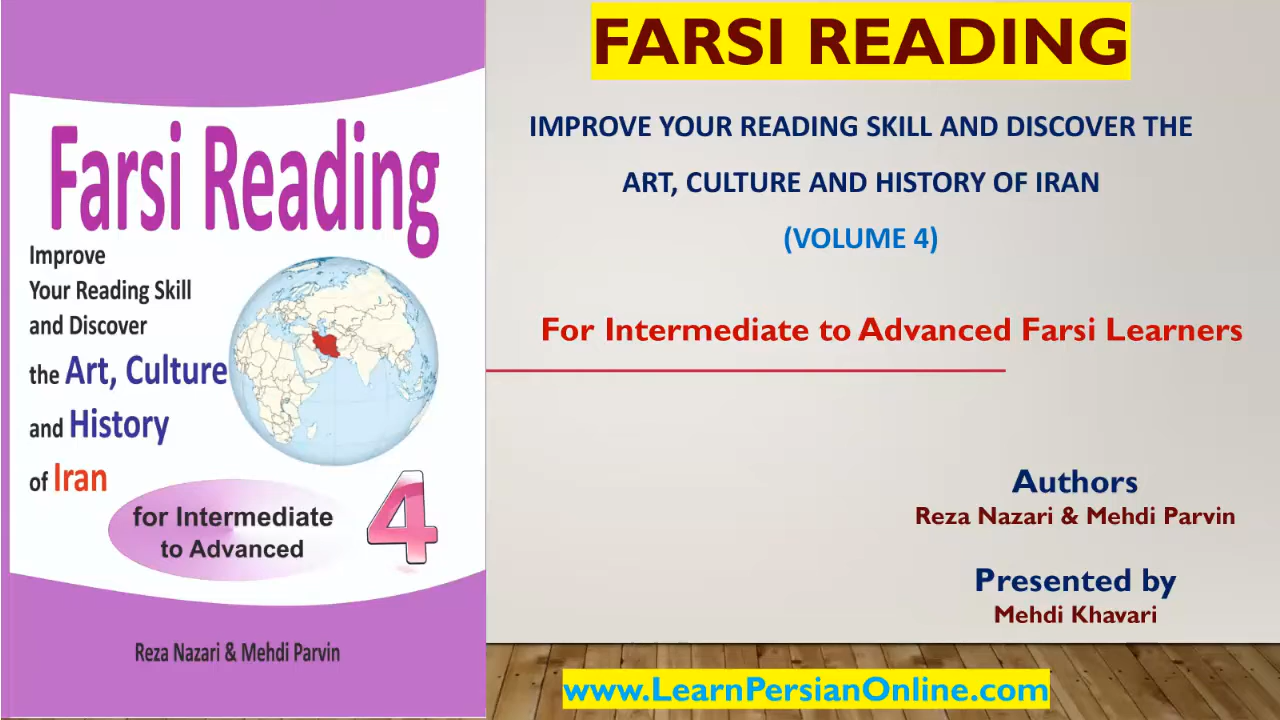 Farsi Reading
Improve
Your Reading Skill
and Discover
the Art, Culture
and History
of Iran
for Intermediate
to Advanced
4
Reza Nazari & Mehdi Parvin
FARSI READING
IMPROVE YOUR READING SKILL AND DISCOVER THE
ART, CULTURE AND HISTORY OF IRAN
(VOLUME 4)
For Intermediate to Advanced Farsi Learners
Authors
Reza Nazari & Mehdi Parvin
Presented by
Mehdi Khavari
www.LearnPersianOnline.com